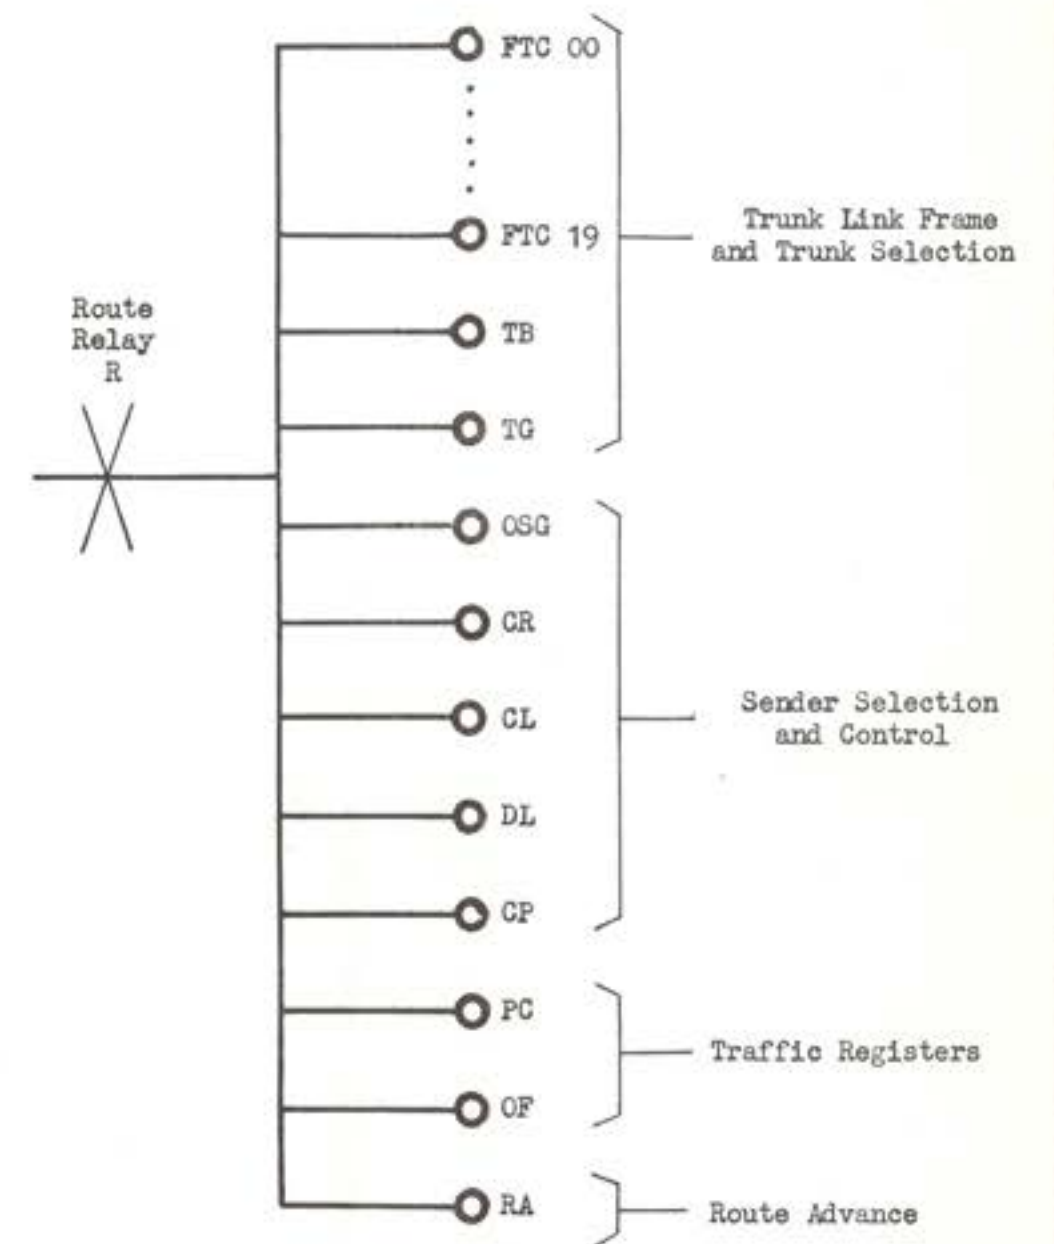 FTC 00
FTC 19
Trunk Link Frame
and Trunk Selection
Route
Relay
R
TB
TG
OSG
CR
CL
Sender Selection
and Control
DL
CP
PC
Traffic Registers
OF
RA
Route Advance